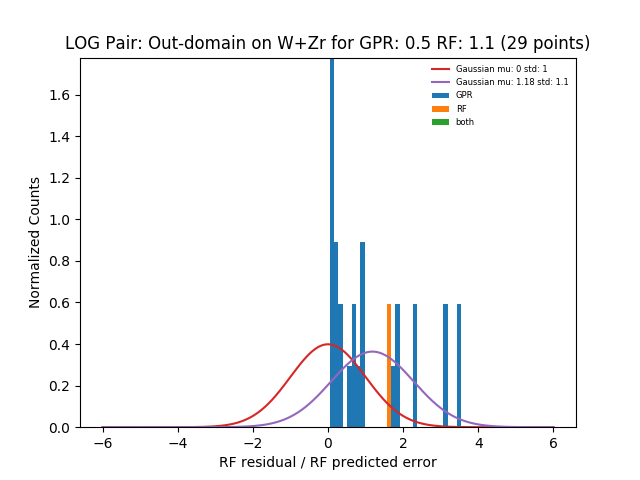 LOG Pair: Out-domain on W+Zr for GPR: 0.5 RF: 1.1 (29 points)
Gaussian mu: 0 std: 1
Gaussian mu: 1.18 std: 1.1
GPR
RF
both
Normalized Counts
1.6
1.4
1.2
1.0
0.8
0.6
0.4
0.2
0.0
−6 −4 −2 0 2 4 6
RF residual / RF predicted error